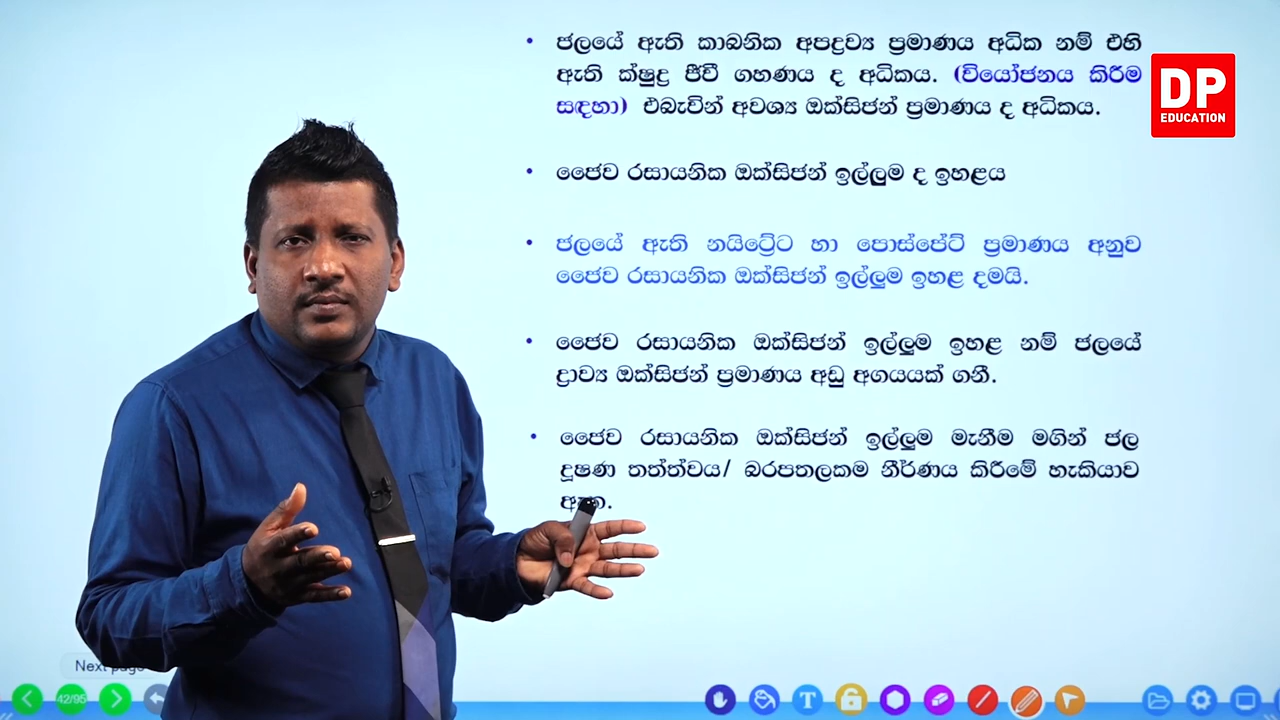 ජලයේ ඇති කාබනික අපද්‍රව්‍ය ප්‍රමාණය අධික නම් එහි
ඇති ක්ෂුද්‍ර ජීවී ගහණය ද අධිකය. (වියෝජනය කිරීම
සඳහා) එබැවින් අවශ්‍ය ඔක්සිජන් ප්‍රමාණය ද අධිකය.
DP
EDUCATION
ජෛව රසායනික ඔක්සිජන් ඉල්ලුම ද ඉහළය
ජලයේ ඇති නයිට්‍රේට හා පොස්පේට් ප්‍රමාණය අනුව
ජෛව රසායනික ඔක්සිජන් ඉල්ලුම ඉහළ දමයි.
ජෛව රසායනික ඔක්සිජන් ඉල්ලුම ඉහළ නම් ජලයේ
ද්‍රාව්‍ය ඔක්සිජන් ප්‍රමාණය අඩු අගයයක් ගනී.
ජෛව රසායනික ඔක්සිජන් ඉල්ලුම මැනීම මගින් ජල
දූෂණ තත්ත්වය/ බරපතලකම නිර්ණය කිරීමේ හැකියාව
Next page
42/95